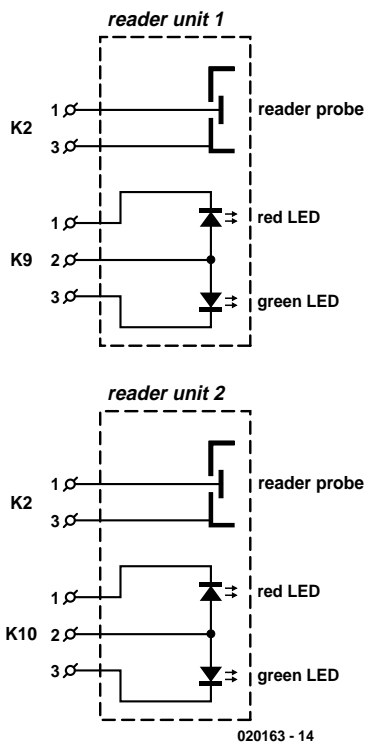 reader unit 1
K2
1
3
reader probe
K9
1
2
3
red LED
green LED
reader unit 2
K2
1
3
reader probe
K10
1
2
3
red LED
green LED
020163 - 14